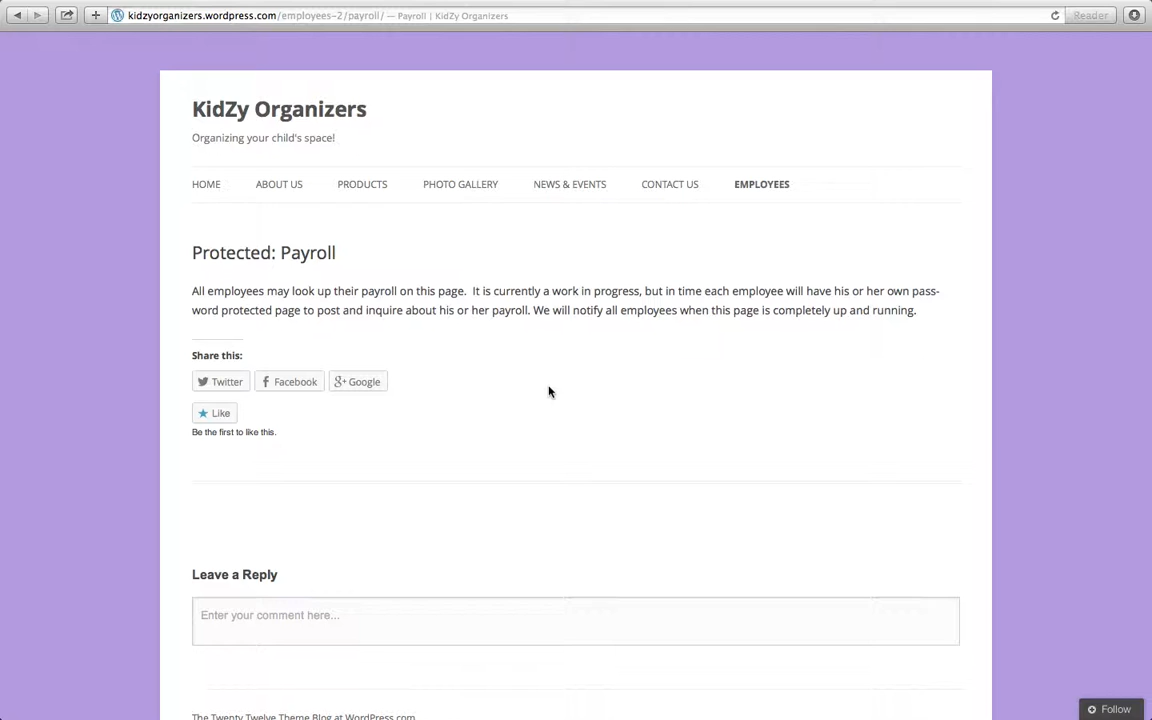 kidzyorganizers.wordpress.com/employees-2/payroll/ — Payroll | KidZy Organizers
Reader
KidZy Organizers
Organizing your child's space!
HOME ABOUT US PRODUCTS PHOTO GALLERY NEWS & EVENTS CONTACT US EMPLOYEES
Protected: Payroll
All employees may look up their payroll on this page. It is currently a work in progress, but in time each employee will have his or her own pass-
word protected page to post and inquire about his or her payroll. We will notify all employees when this page is completely up and running.
Share this:
Twitter Facebook Google
Like
Be the first to like this.
Leave a Reply
Enter your comment here...
The Twenty Twelve Theme Blog at WordPress.com
Follow